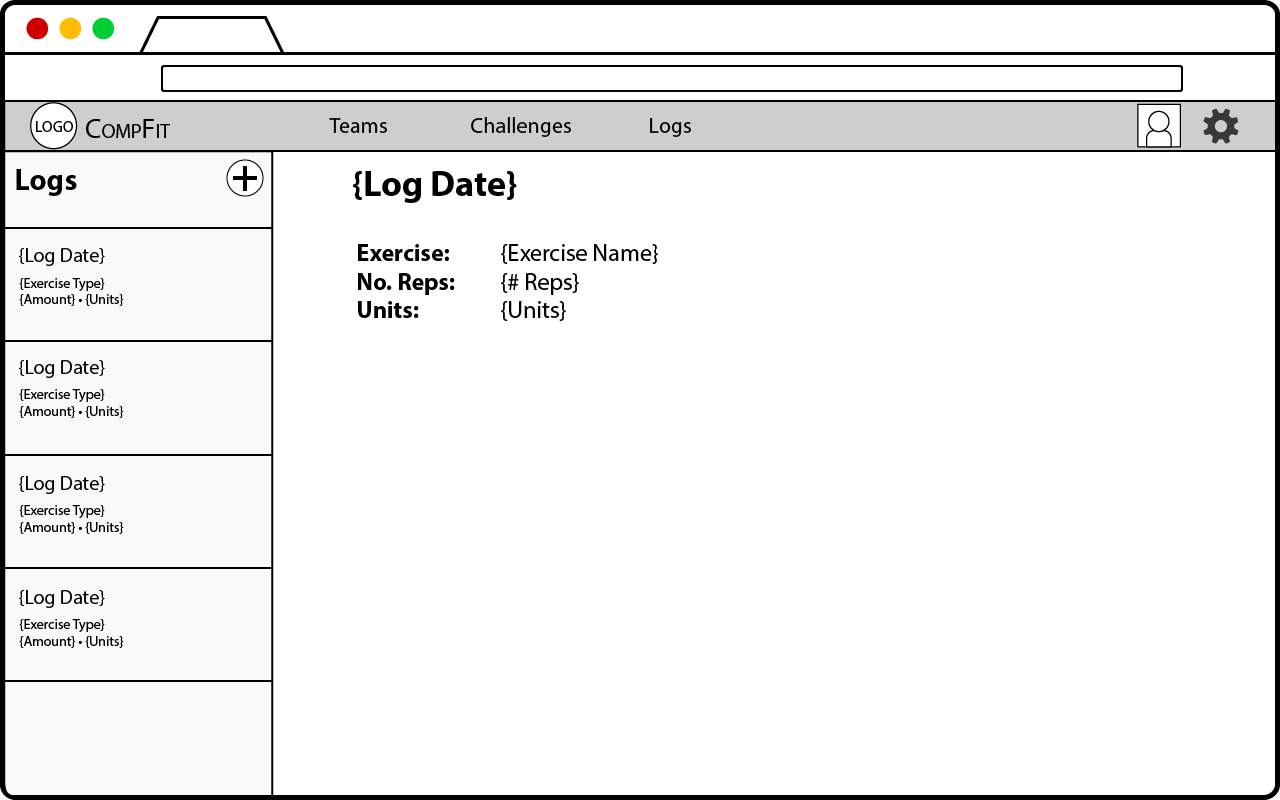 LOGO CompFit Teams Challenges Logs
Logs
{Log Date}
{Exercise Type}
{Amount} • {Units}
{Log Date}
{Exercise Type}
{Amount} • {Units}
{Log Date}
{Exercise Type}
{Amount} • {Units}
{Log Date}
{Exercise Type}
{Amount} • {Units}
{Log Date}
Exercise: {Exercise Name}
No. Reps: {# Reps}
Units: {Units}